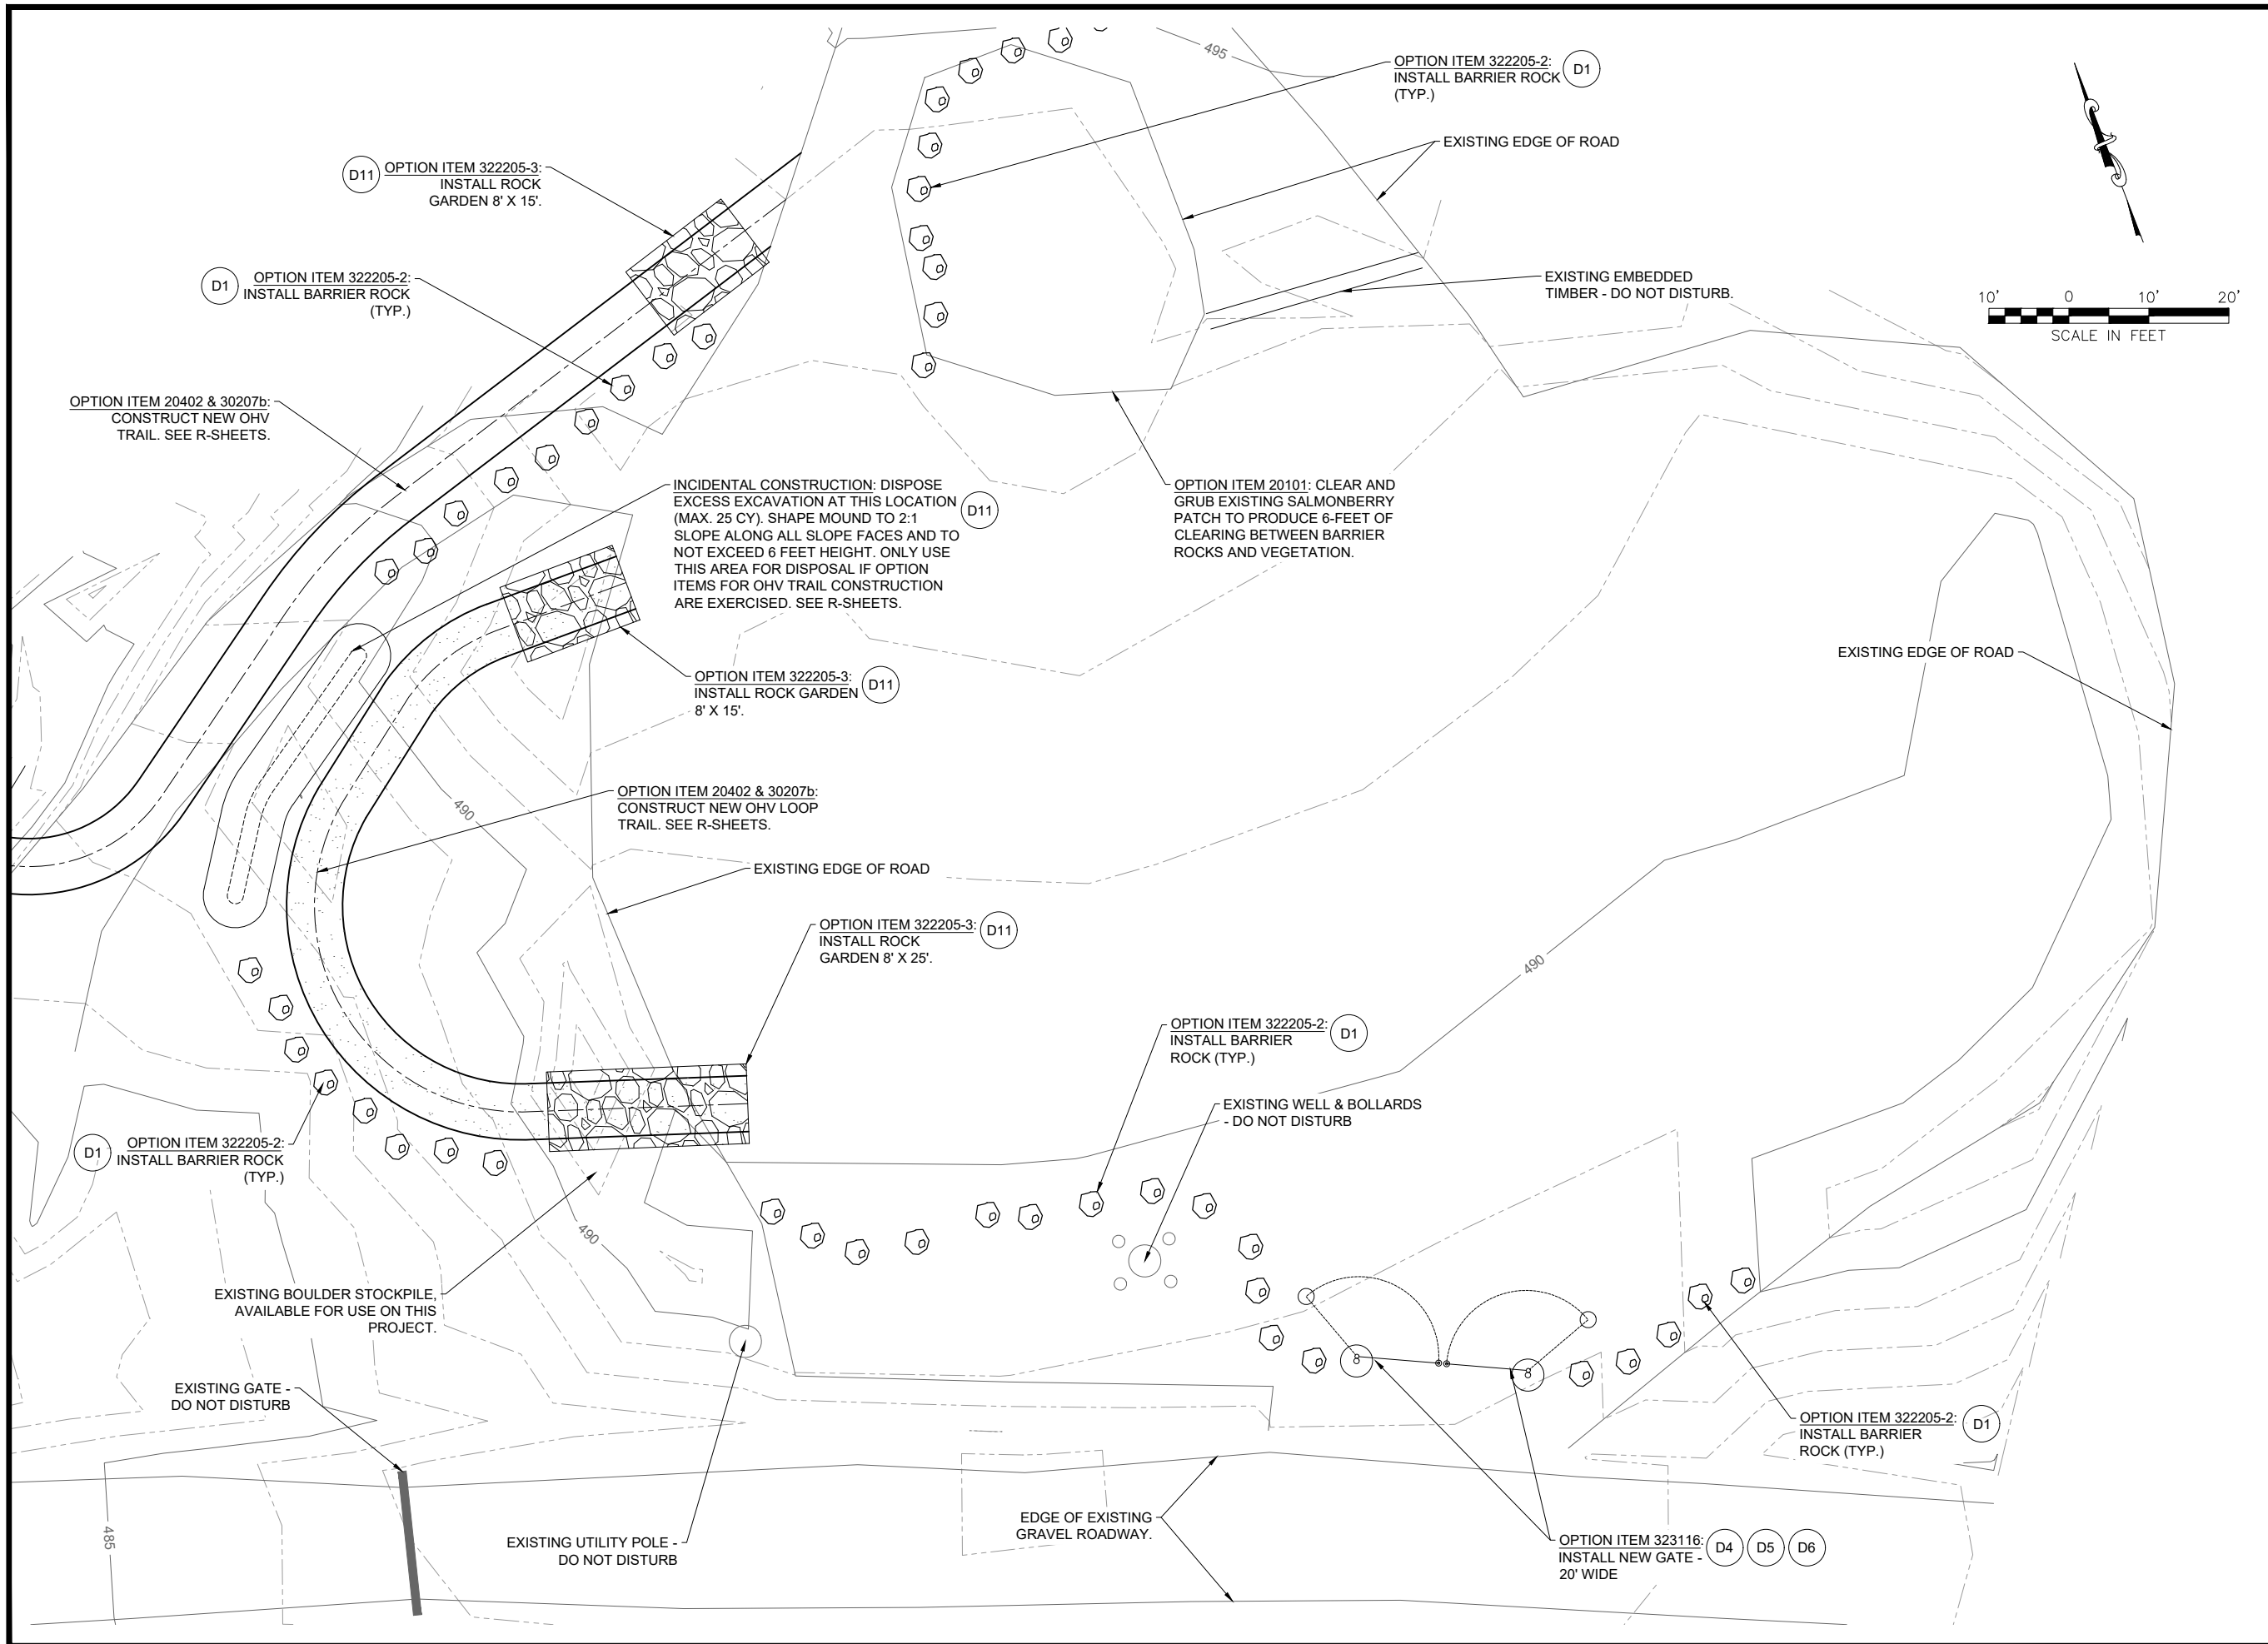 495
OPTION ITEM 322205-2:
INSTALL BARRIER ROCK
(TYP.)
D1
EXISTING EDGE OF ROAD
D11
OPTION ITEM 322205-3:
INSTALL ROCK
GARDEN 8' X 15'.
D1
OPTION ITEM 322205-2:
INSTALL BARRIER ROCK
(TYP.)
EXISTING EMBEDDED
TIMBER - DO NOT DISTURB.
10' 0 10' 20'
SCALE IN FEET
OPTION ITEM 20402 & 30207b:
CONSTRUCT NEW OHV
TRAIL. SEE R-SHEETS.
INCIDENTAL CONSTRUCTION: DISPOSE
EXCESS EXCAVATION AT THIS LOCATION
(MAX. 25 CY). SHAPE MOUND TO 2:1
SLOPE ALONG ALL SLOPE FACES AND TO
NOT EXCEED 6 FEET HEIGHT. ONLY USE
THIS AREA FOR DISPOSAL IF OPTION
ITEMS FOR OHV TRAIL CONSTRUCTION
ARE EXERCISED. SEE R-SHEETS.
D11
OPTION ITEM 20101: CLEAR AND
GRUB EXISTING SALMONBERRY
PATCH TO PRODUCE 6-FEET OF
CLEARING BETWEEN BARRIER
ROCKS AND VEGETATION.
EXISTING EDGE OF ROAD
OPTION ITEM 322205-3:
INSTALL ROCK GARDEN
8' X 15'.
D11
490
OPTION ITEM 20402 & 30207b:
CONSTRUCT NEW OHV LOOP
TRAIL. SEE R-SHEETS.
EXISTING EDGE OF ROAD
OPTION ITEM 322205-3:
INSTALL ROCK
GARDEN 8' X 25'.
D11
490
OPTION ITEM 322205-2:
INSTALL BARRIER
ROCK (TYP.)
D1
EXISTING WELL & BOLLARDS
- DO NOT DISTURB
D1
OPTION ITEM 322205-2:
INSTALL BARRIER ROCK
(TYP.)
490
EXISTING BOULDER STOCKPILE,
AVAILABLE FOR USE ON THIS
PROJECT.
EXISTING GATE -
DO NOT DISTURB
OPTION ITEM 322205-2:
INSTALL BARRIER
ROCK (TYP.)
D1
485
EXISTING UTILITY POLE -
DO NOT DISTURB
EDGE OF EXISTING
GRAVEL ROADWAY.
OPTION ITEM 323116:
INSTALL NEW GATE -
20' WIDE
D4 D5 D6